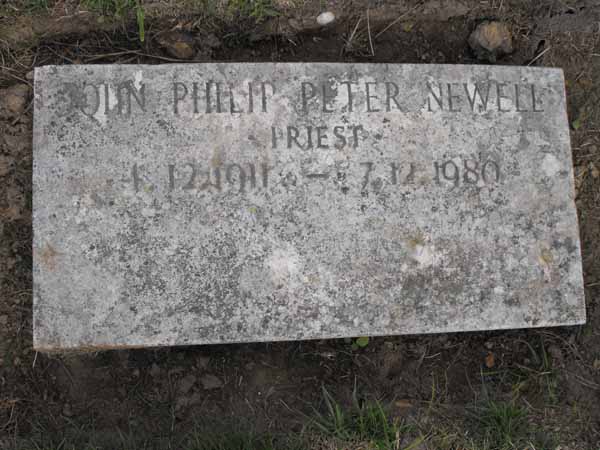 JOHN PHILIP PETER NEWELL
PRIEST
1.12.1911 – 7.12.1980